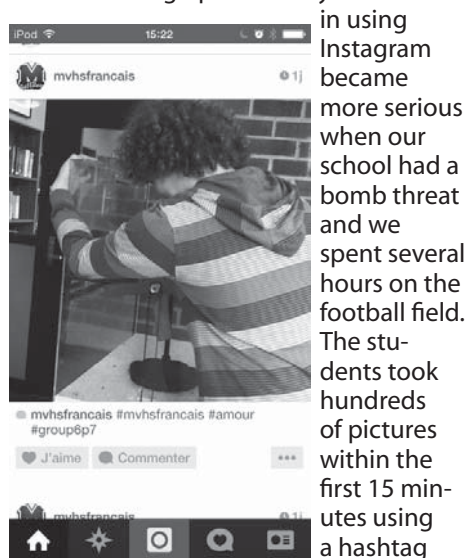 in using
Instagram
became
more serious
when our
school had a
bomb threat
and we
spent several
hours on the
football field.
The stu-
dents took
hundreds
of pictures
within the
first 15 min-
utes using
a hashtag
iPod 15:22
mvhsfrancais 1j
mvhsfrancais #mvhsfrancais #amour
#group6p7
J'aime Commenter
mvhsfrancais 1j